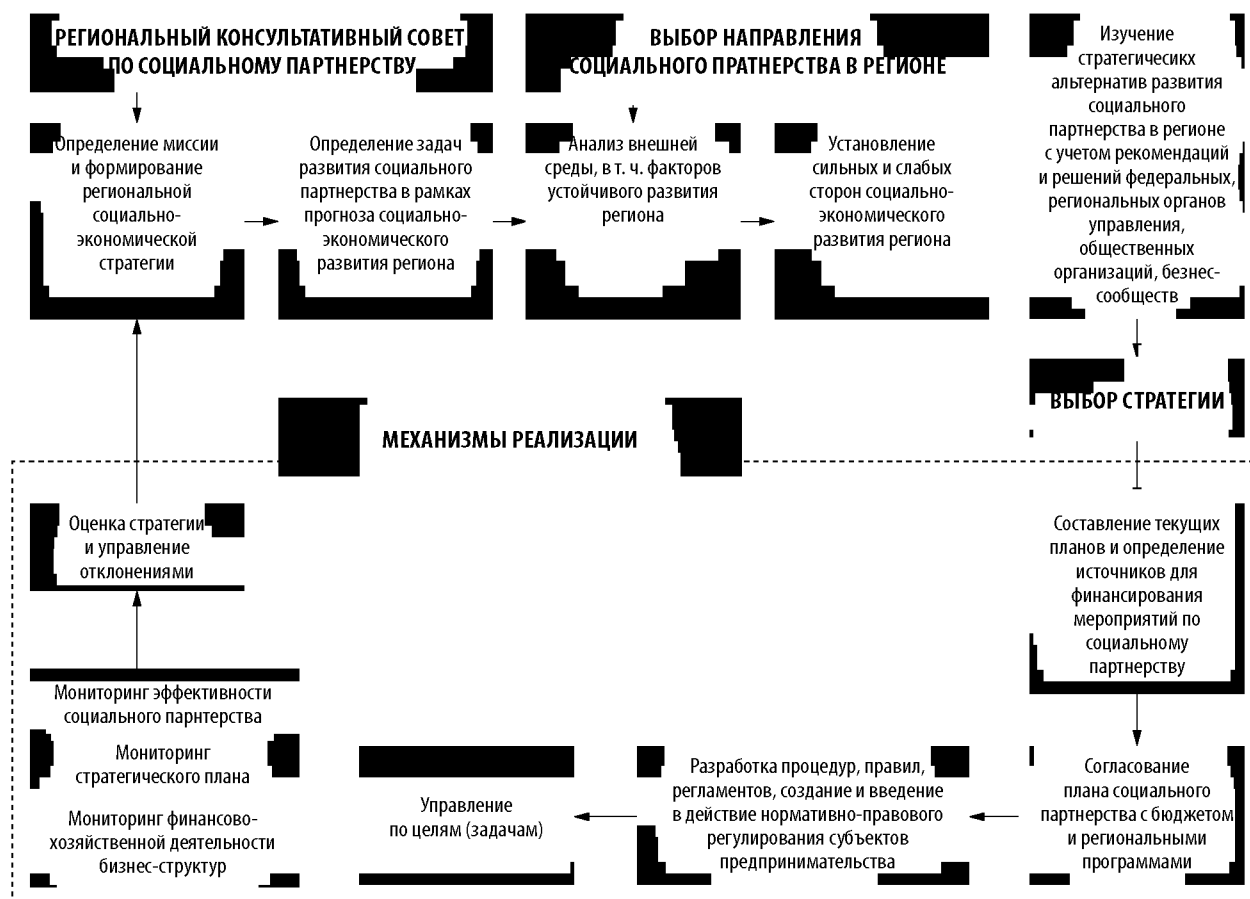 РЕГИОНАЛЬНЫЙ КОНСУЛЬТАТИВНЫЙ СОВЕТ
ПО СОЦИАЛЬНОМУ ПАРТНЕРСТВУ
ВЫБОР НАПРАВЛЕНИЯ
СОЦИАЛЬНОГО ПРАТНЕРСТВА В РЕГИОНЕ
Определение миссии
и формирование
региональной
социально-
экономической
стратегии
Определение задач
развития социального
партнерства в рамках
прогноза социально-
экономического
развития региона
Анализ внешней
среды, в т. ч. факторов
устойчивого развития
региона
Установление
сильных и слабых
сторон социально-
экономического
развития региона
Изучение
стратегичесикх
альтернатив развития
социального
партнерства в регионе
с учетом рекомендаций
и решений федеральных,
региональных органов
управления,
общественных
организаций, безнес-
сообществ
ВЫБОР СТРАТЕГИИ
МЕХАНИЗМЫ РЕАЛИЗАЦИИ
Оценка стратегии
и управление
отклонениями
Составление текущих
планов и определение
источников для
финансирования
мероприятий по
социальному
партнерству
Мониторинг эффективности
социального парнтерства
Мониторинг
стратегического плана
Мониторинг финансово-
хозяйственной деятельности
бизнес-структур
Управление
по целям (задачам)
Разработка процедур, правил,
регламентов, создание и введение
в действие нормативно-правового
регулирования субъектов
предпринимательства
Согласование
плана социального
партнерства с бюджетом
и региональными
программами